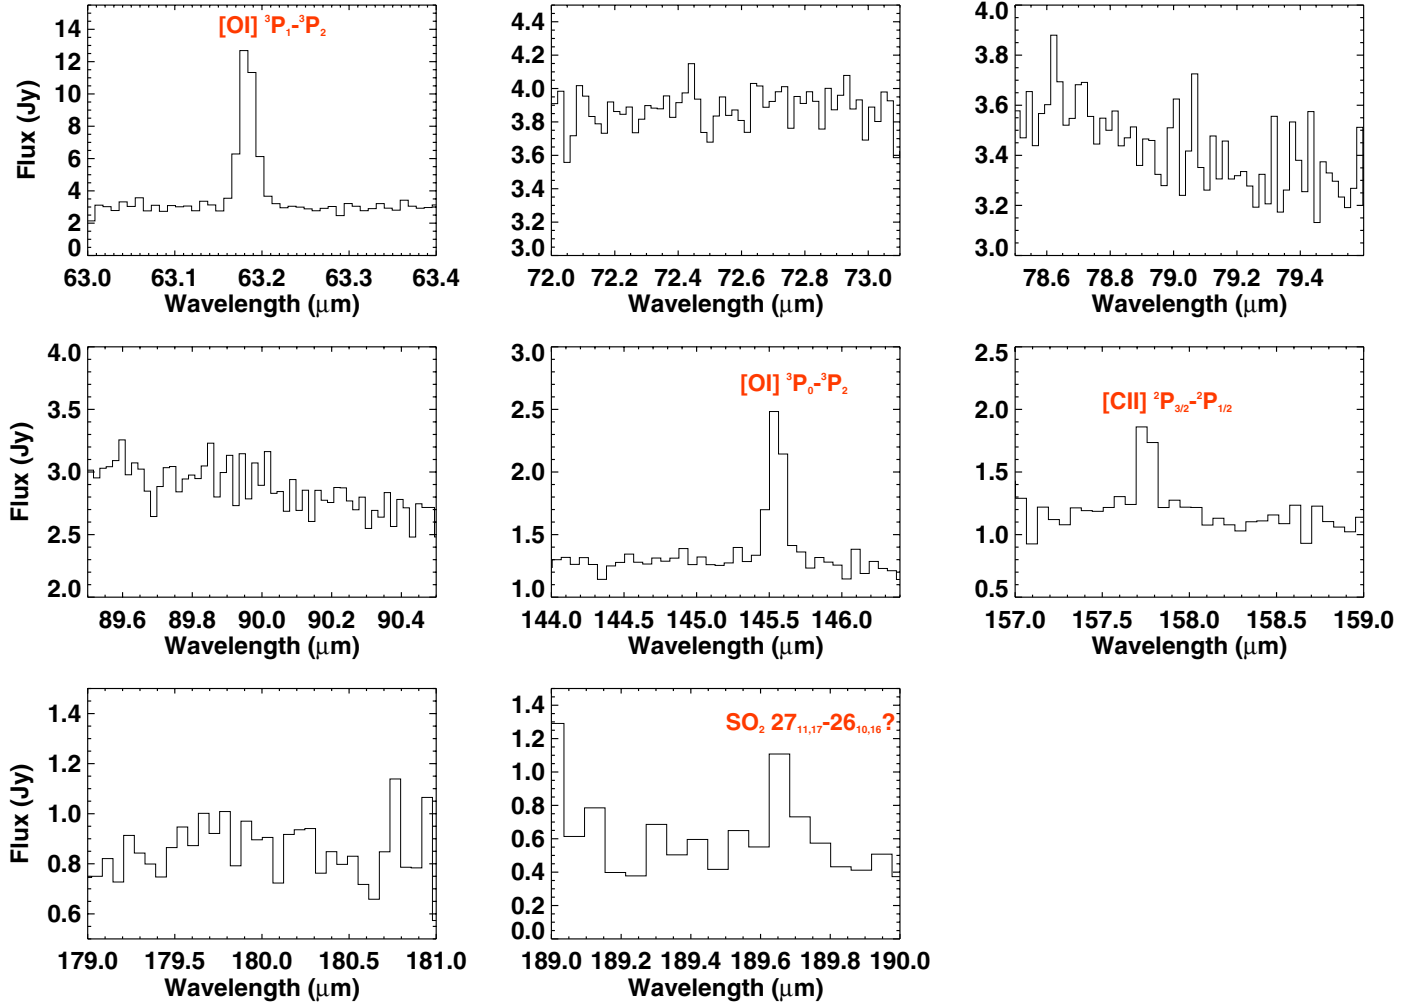 [OI] ³P₁-³P₂
14
12
10
8
6
4
2
0
Flux (Jy)
63.0 63.1 63.2 63.3 63.4
Wavelength (μm)
4.4
4.2
4.0
3.8
3.6
3.4
3.2
3.0
72.0 72.2 72.4 72.6 72.8 73.0
Wavelength (μm)
4.0
3.8
3.6
3.4
3.2
3.0
78.6 78.8 79.0 79.2 79.4
Wavelength (μm)
4.0
3.5
3.0
2.5
2.0
Flux (Jy)
89.6 89.8 90.0 90.2 90.4
Wavelength (μm)
[OI] ³P₀-³P₂
3.0
2.5
2.0
1.5
1.0
144.0 144.5 145.0 145.5 146.0
Wavelength (μm)
[CII] ²P₃/₂-²P₁/₂
2.5
2.0
1.5
1.0
0.5
157.0 157.5 158.0 158.5 159.0
Wavelength (μm)
1.4
1.2
1.0
0.8
0.6
Flux (Jy)
179.0 179.5 180.0 180.5 181.0
Wavelength (μm)
SO₂ 27₁₁,₁₇-26₁₀,₁₆?
1.4
1.2
1.0
0.8
0.6
0.4
0.2
0.0
189.0 189.2 189.4 189.6 189.8 190.0
Wavelength (μm)